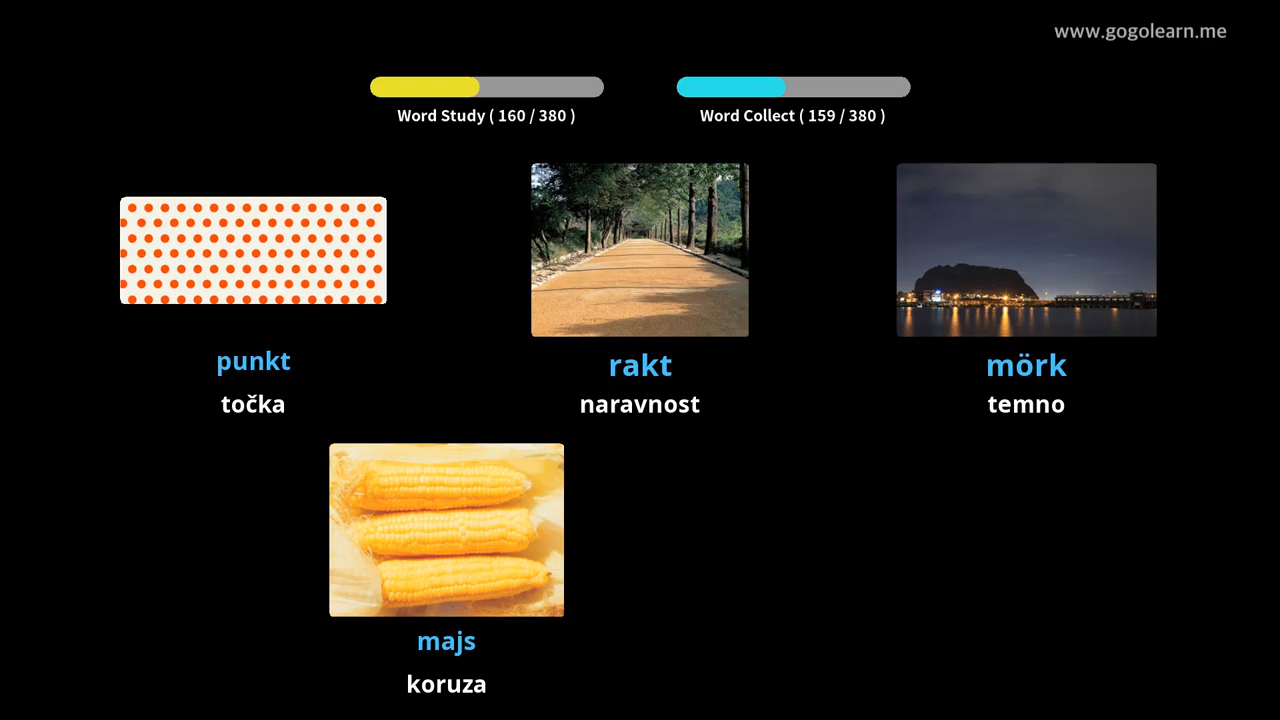 www.gogolearn.me
Word Study ( 160 / 380 )
Word Collect ( 159 / 380 )
punkt
točka
rakt
naravnost
mörk
temno
majs
koruza